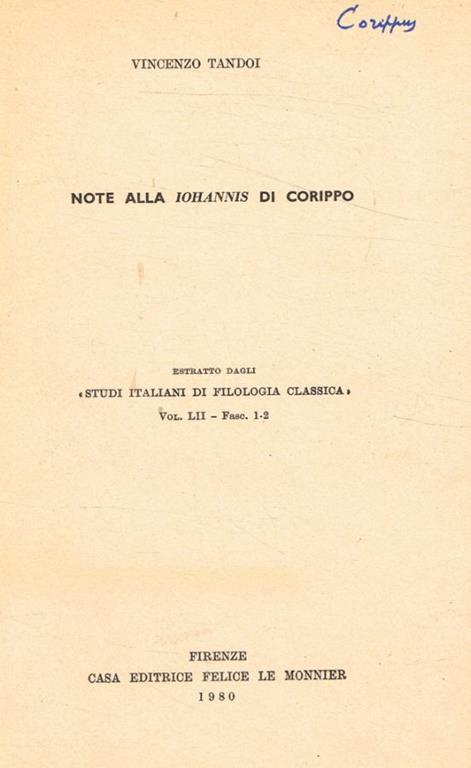 Corippus
VINCENZO TANDOI
NOTE ALLA IOHANNIS DI CORIPPO
ESTRATTO DAGLI
«STUDI ITALIANI DI FILOLOGIA CLASSICA»
VOL. LII - FASC. 1-2
FIRENZE
CASA EDITRICE FELICE LE MONNIER
1980